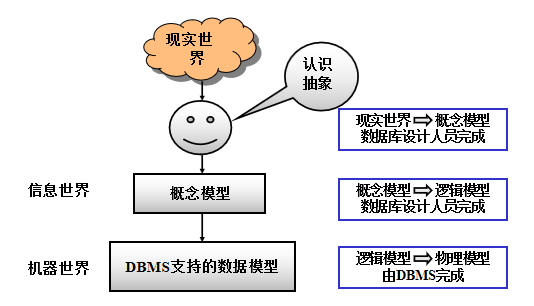 现实世
界
认识
抽象
现实世界⇨概念模型
数据库设计人员完成
信息世界
概念模型
概念模型⇨逻辑模型
数据库设计人员完成
机器世界
DBMS支持的数据模型
逻辑模型⇨物理模型
由DBMS完成